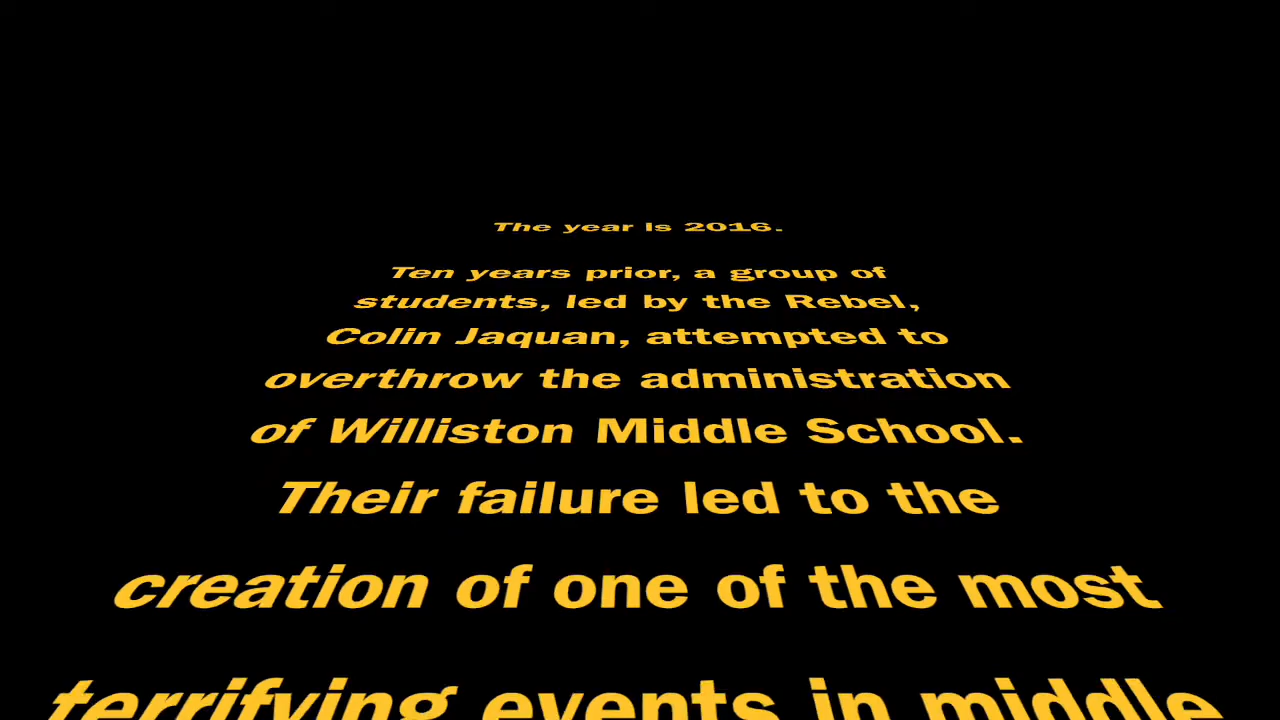 The year is 2016.
Ten years prior, a group of
students, led by the Rebel,
Colin Jaquan, attempted to
overthrow the administration
of Williston Middle School.
Their failure led to the
creation of one of the most
terrifying events in middle